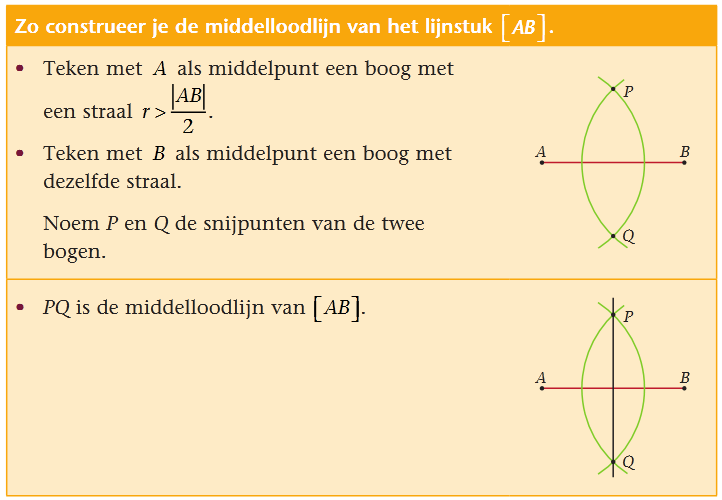 Zo construeer je de middelloodlijn van het lijnstuk [AB].
• Teken met A als middelpunt een boog met
een straal r > |AB|/2.
• Teken met B als middelpunt een boog met
dezelfde straal.
Noem P en Q de snijpunten van de twee
bogen.
P
A B
Q
• PQ is de middelloodlijn van [AB].
P
A B
Q